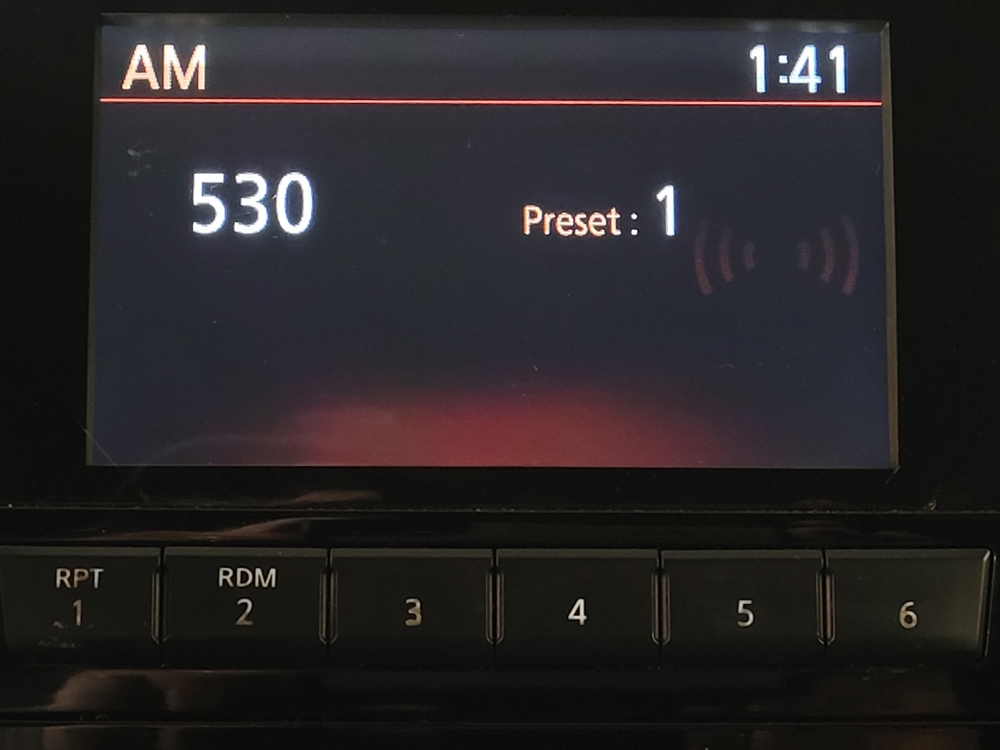 AM 1:41
530 Preset : 1
RPT RDM
1 2 3 4 5 6